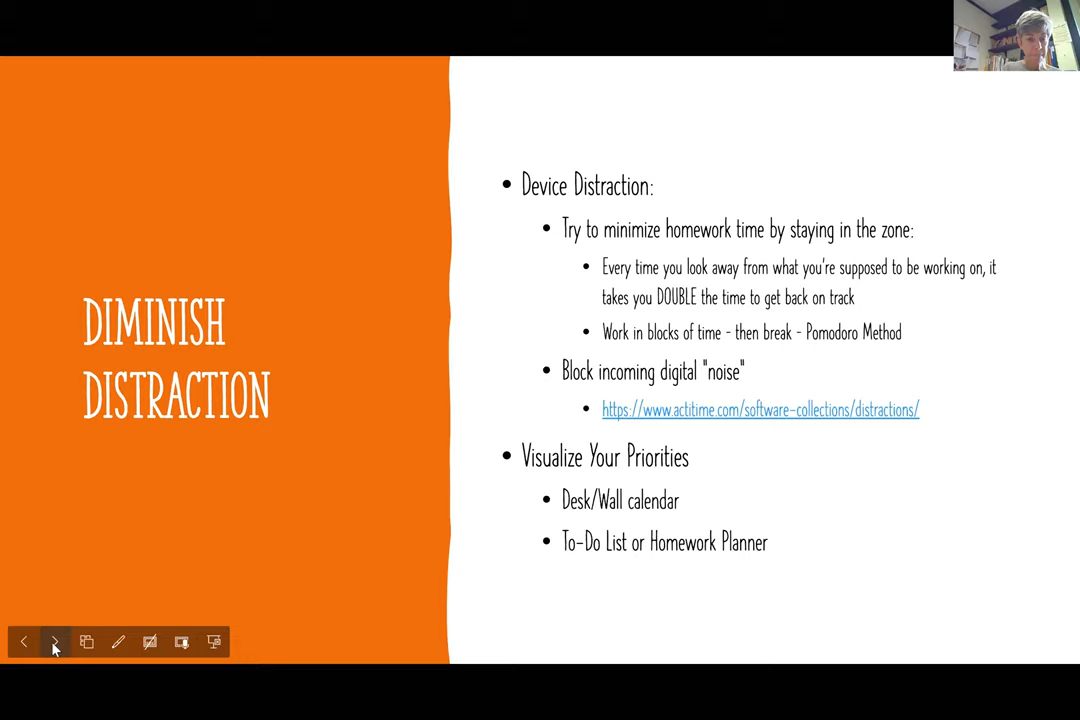 DIMINISH
DISTRACTION
• Device Distraction:
• Try to minimize homework time by staying in the zone:
• Every time you look away from what you're supposed to be working on, it
takes you DOUBLE the time to get back on track
• Work in blocks of time - then break - Pomodoro Method
• Block incoming digital "noise"
• https://www.actitime.com/software-collections/distractions/
• Visualize Your Priorities
• Desk/Wall calendar
• To-Do List or Homework Planner